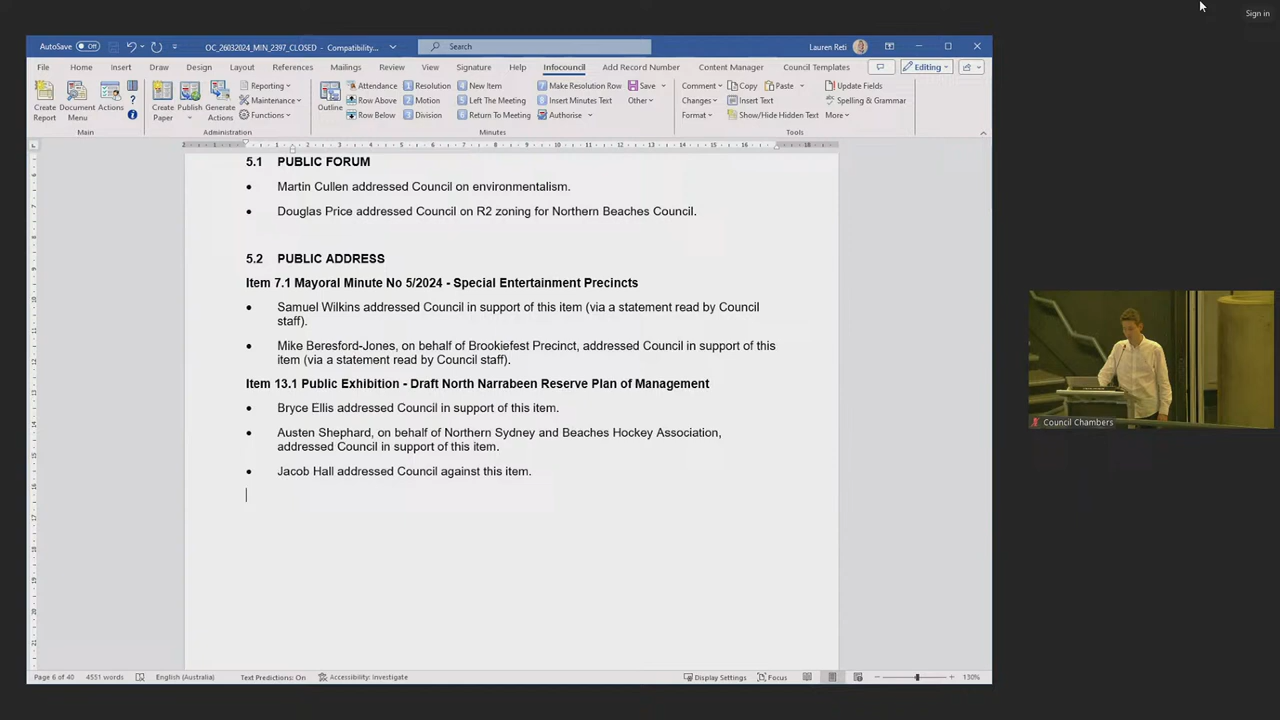 Sign in
AutoSave Off OC_26032024_MIN_2397_CLOSED - Compatibility... Search Lauren Reti
File Home Insert Draw Design Layout References Mailings Review View Signature Help Infocouncil Add Record Number Content Manager Council Templates Editing
Create Report Document Menu Actions
Main
Create Paper Publish Generate Actions Reporting Maintenance Functions
Administration
Outline Attendance Row Above Row Below 1 Resolution 2 Motion 3 Division 4 New Item 5 Left The Meeting 6 Return To Meeting 7 Make Resolution Row 8 Insert Minutes Text Authorise Save Other
Minutes
Comment Changes Format Copy Paste Insert Text Show/Hide Hidden Text Update Fields Spelling & Grammar More
Tools
5.1 PUBLIC FORUM
• Martin Cullen addressed Council on environmentalism.
• Douglas Price addressed Council on R2 zoning for Northern Beaches Council.
5.2 PUBLIC ADDRESS
Item 7.1 Mayoral Minute No 5/2024 - Special Entertainment Precincts
• Samuel Wilkins addressed Council in support of this item (via a statement read by Council
staff).
• Mike Beresford-Jones, on behalf of Brookiefest Precinct, addressed Council in support of this
item (via a statement read by Council staff).
Item 13.1 Public Exhibition - Draft North Narrabeen Reserve Plan of Management
• Bryce Ellis addressed Council in support of this item.
• Austen Shephard, on behalf of Northern Sydney and Beaches Hockey Association,
addressed Council in support of this item.
• Jacob Hall addressed Council against this item.
Council Chambers
Page 6 of 40 4551 words English (Australia) Text Predictions: On Accessibility: Investigate Display Settings Focus 130%